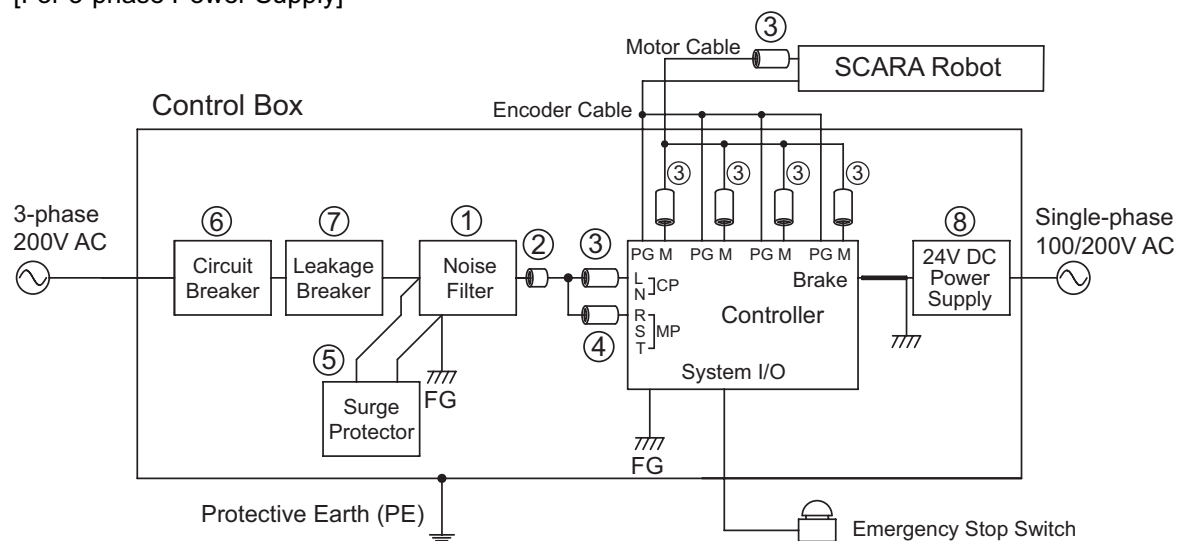 [For 3-phase Power Supply]
③
Motor Cable
SCARA Robot
Control Box
Encoder Cable
③ ③ ③ ③
3-phase
200V AC
⑥ ⑦ ① ② ③
⑧
Single-phase
100/200V AC
Circuit
Breaker
Leakage
Breaker
Noise
Filter
PG M PG M PG M PG M
L
N
CP
Brake
24V DC
Power
Supply
R
S
T
MP
Controller
④
⑤
System I/O
Surge
Protector
FG
FG
Protective Earth (PE)
Emergency Stop Switch